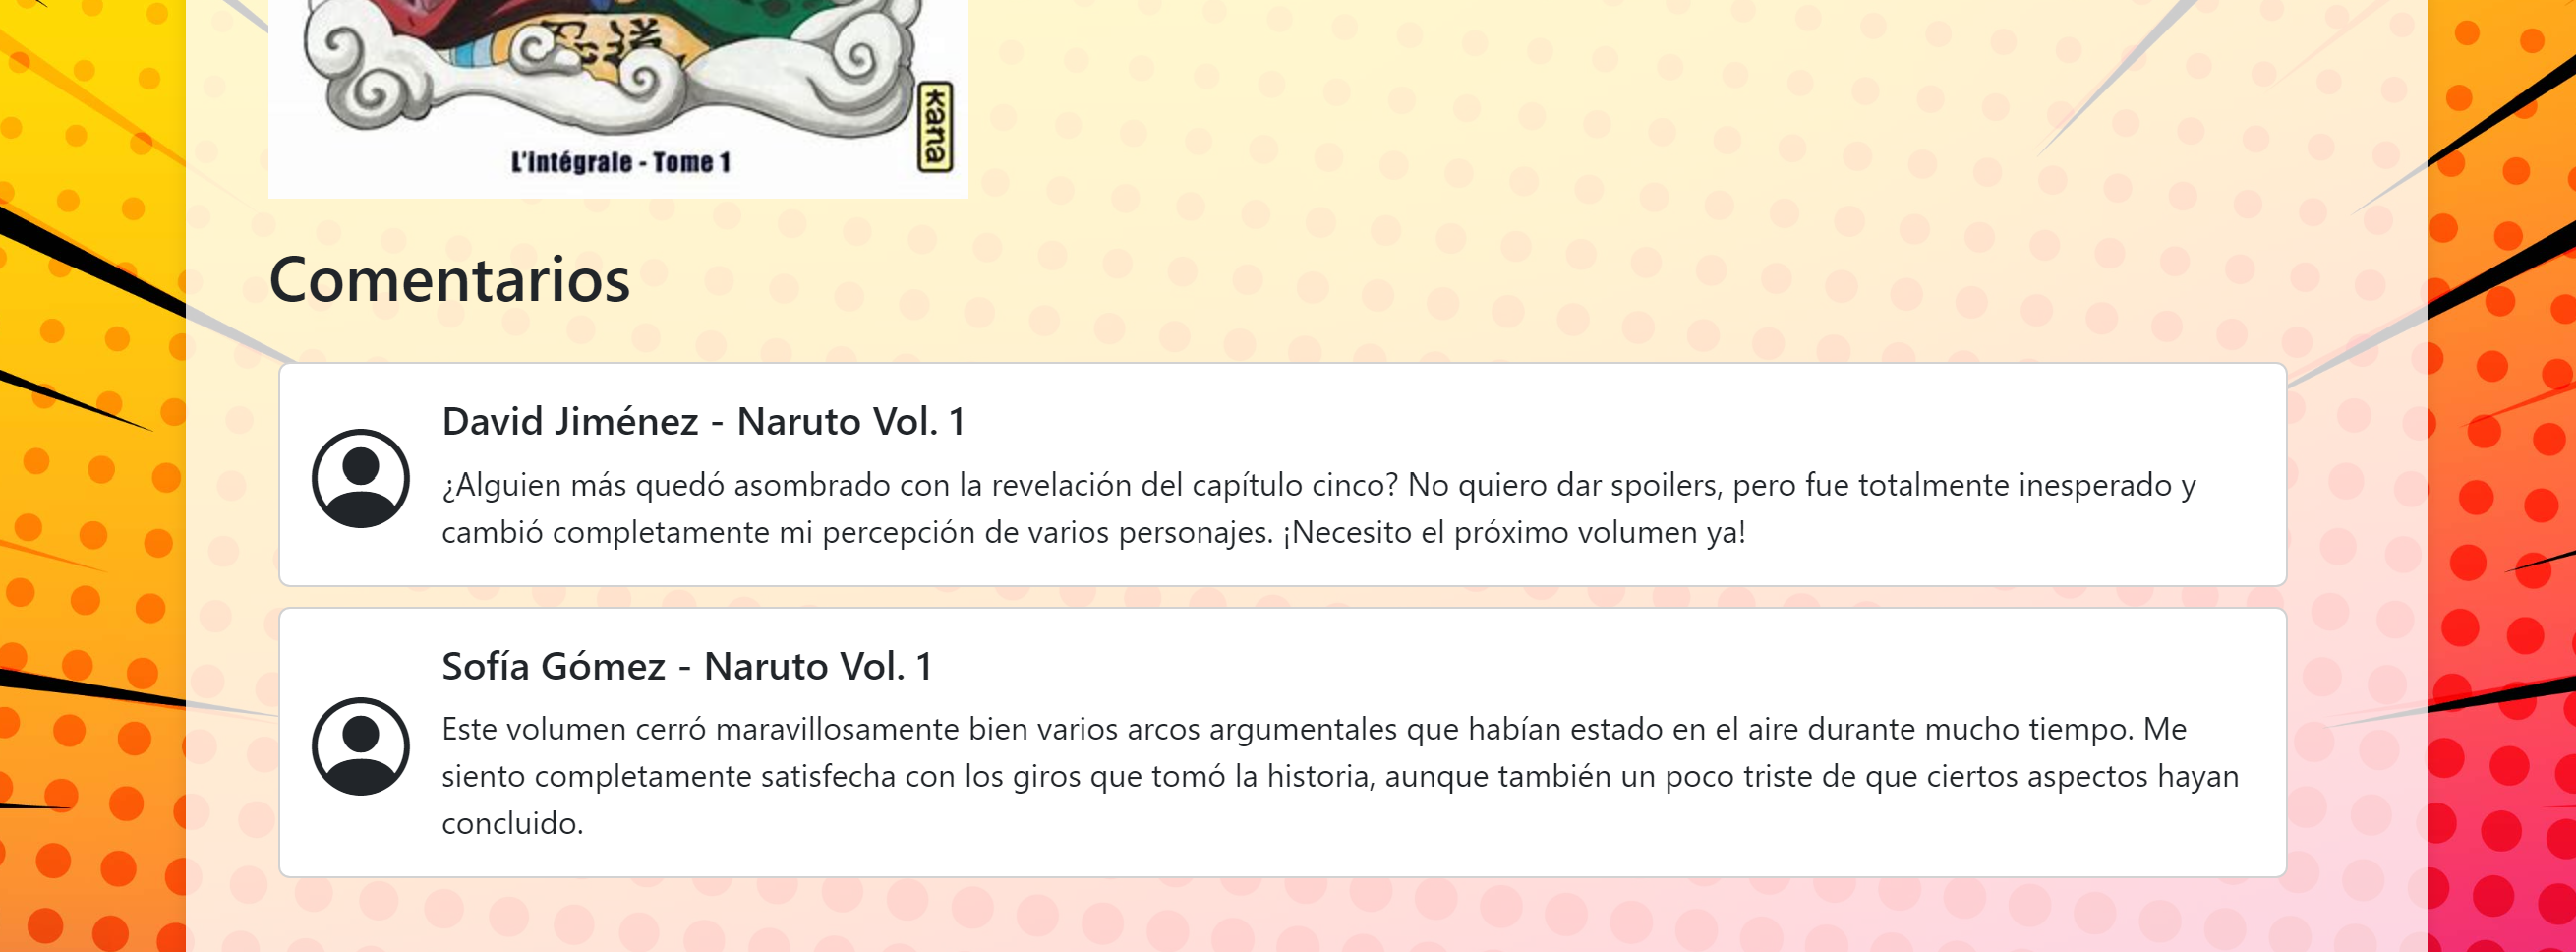 忍道
kana
L'intégrale - Tome 1
Comentarios
David Jiménez - Naruto Vol. 1
¿Alguien más quedó asombrado con la revelación del capítulo cinco? No quiero dar spoilers, pero fue totalmente inesperado y
cambió completamente mi percepción de varios personajes. ¡Necesito el próximo volumen ya!
Sofía Gómez - Naruto Vol. 1
Este volumen cerró maravillosamente bien varios arcos argumentales que habían estado en el aire durante mucho tiempo. Me
siento completamente satisfecha con los giros que tomó la historia, aunque también un poco triste de que ciertos aspectos hayan
concluido.